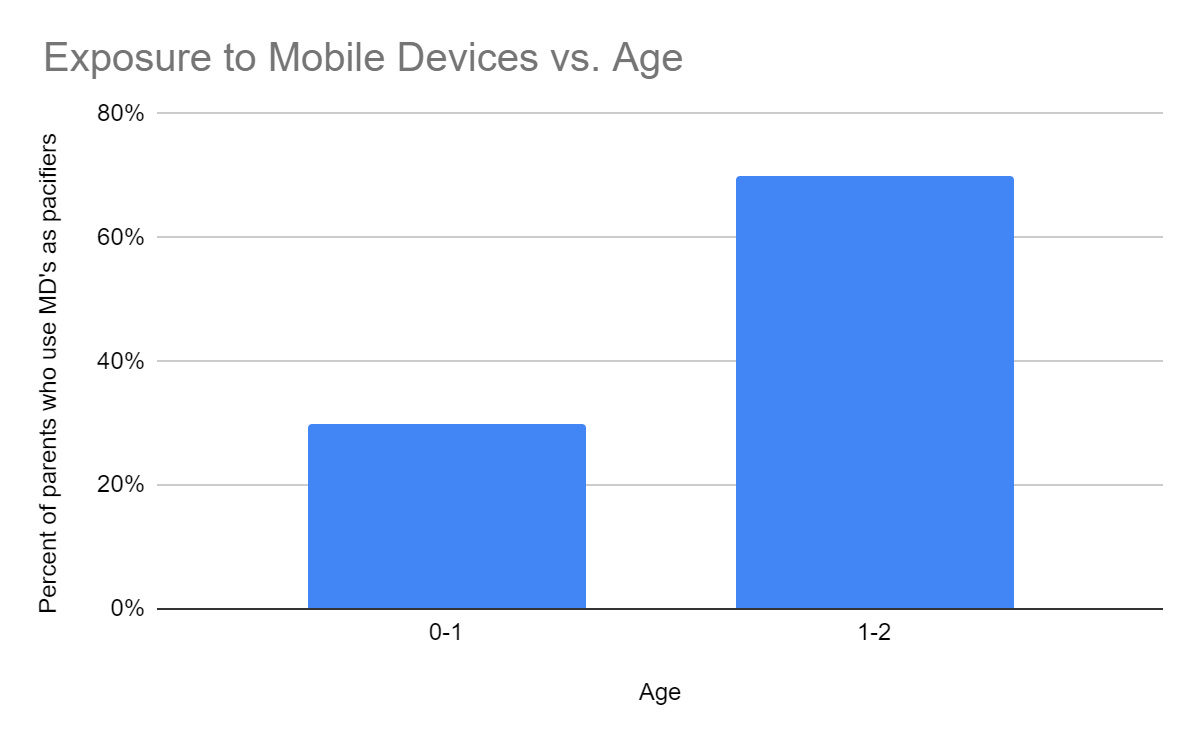 Exposure to Mobile Devices vs. Age
Percent of parents who use MD's as pacifiers
80%
60%
40%
20%
0%
0-1
1-2
Age